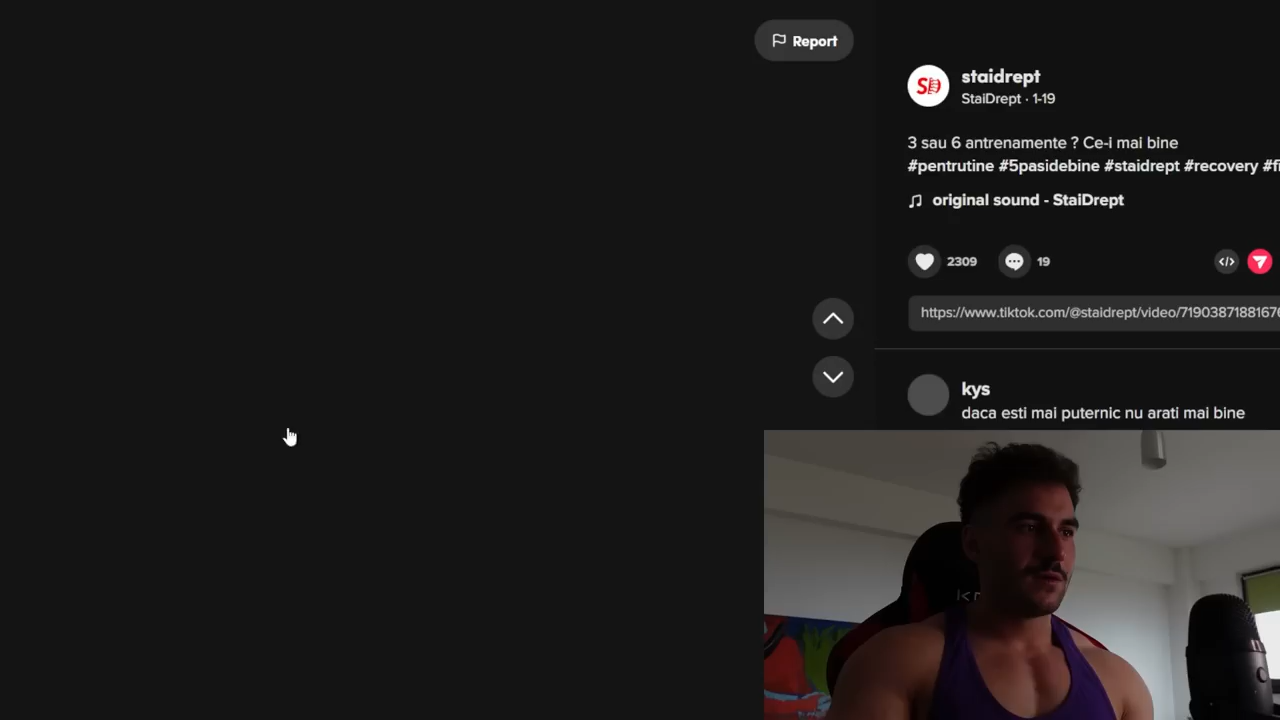 Report
staidrept
StaiDrept · 1-19
3 sau 6 antrenamente ? Ce-i mai bine
#pentrutine #5pasidebine #staidrept #recovery
original sound - StaiDrept
2309
19
https://www.tiktok.com/@staidrept/video/71903871881676
kys
daca esti mai puternic nu arati mai bine